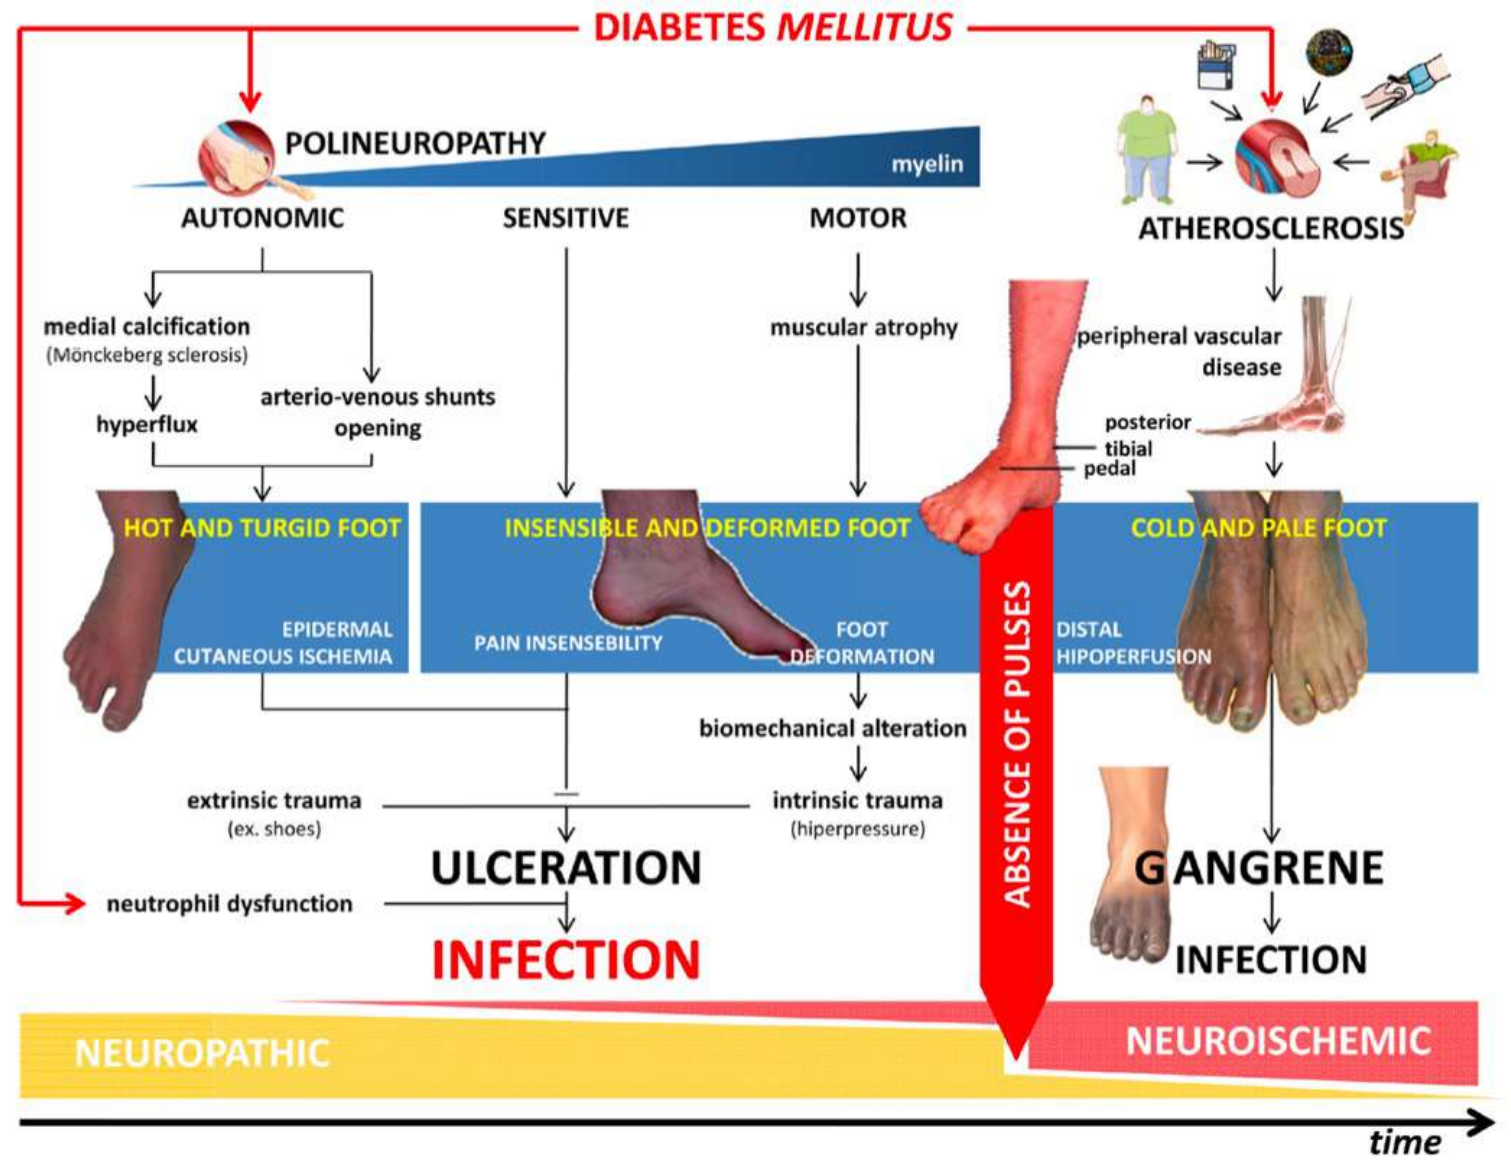 DIABETES MELLITUS
POLINEUROPATHY
myelin
AUTONOMIC
SENSITIVE
MOTOR
ATHEROSCLEROSIS
medial calcification
(Mönckeberg sclerosis)
hyperflux
arterio-venous shunts
opening
muscular atrophy
peripheral vascular
disease
posterior
tibial
pedal
HOT AND TURGID FOOT
INSENSIBLE AND DEFORMED FOOT
COLD AND PALE FOOT
EPIDERMAL
CUTANEOUS ISCHEMIA
PAIN INSENSEBILITY
FOOT
DEFORMATION
DISTAL
HIPOPERFUSION
ABSENCE OF PULSES
biomechanical alteration
extrinsic trauma
(ex. shoes)
intrinsic trauma
(hiperpressure)
ULCERATION
GANGRENE
neutrophil dysfunction
INFECTION
INFECTION
NEUROPATHIC
NEUROISCHEMIC
time